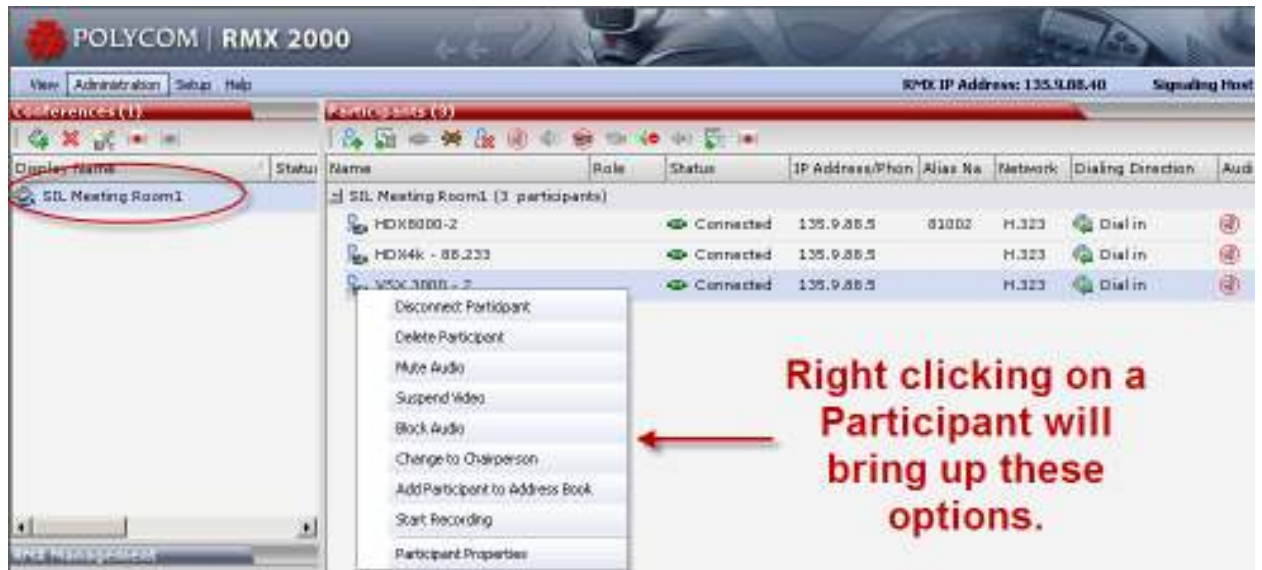 POLYCOM | RMX 2000
View Administration Setup Help RMX IP Address: 135.9.88.40 Signaling Host
Conferences (1) Participants (3)
Display Name Status Name Role Status IP Address/Phon Alias Na Network Dialing Direction Audi
SIL Meeting Room1 SIL Meeting Room1 (3 participants)
HDX8000-2 Connected 135.9.88.5 81002 H.323 Dial in
HDX4k - 88.233 Connected 135.9.88.5 H.323 Dial in
VSX 3000 - 2 Connected 135.9.88.5 H.323 Dial in
Disconnect Participant
Delete Participant
Mute Audio
Suspend Video
Block Audio
Change to Chairperson
Add Participant to Address Book
Start Recording
Participant Properties
Right clicking on a
Participant will
bring up these
options.
RMX Management